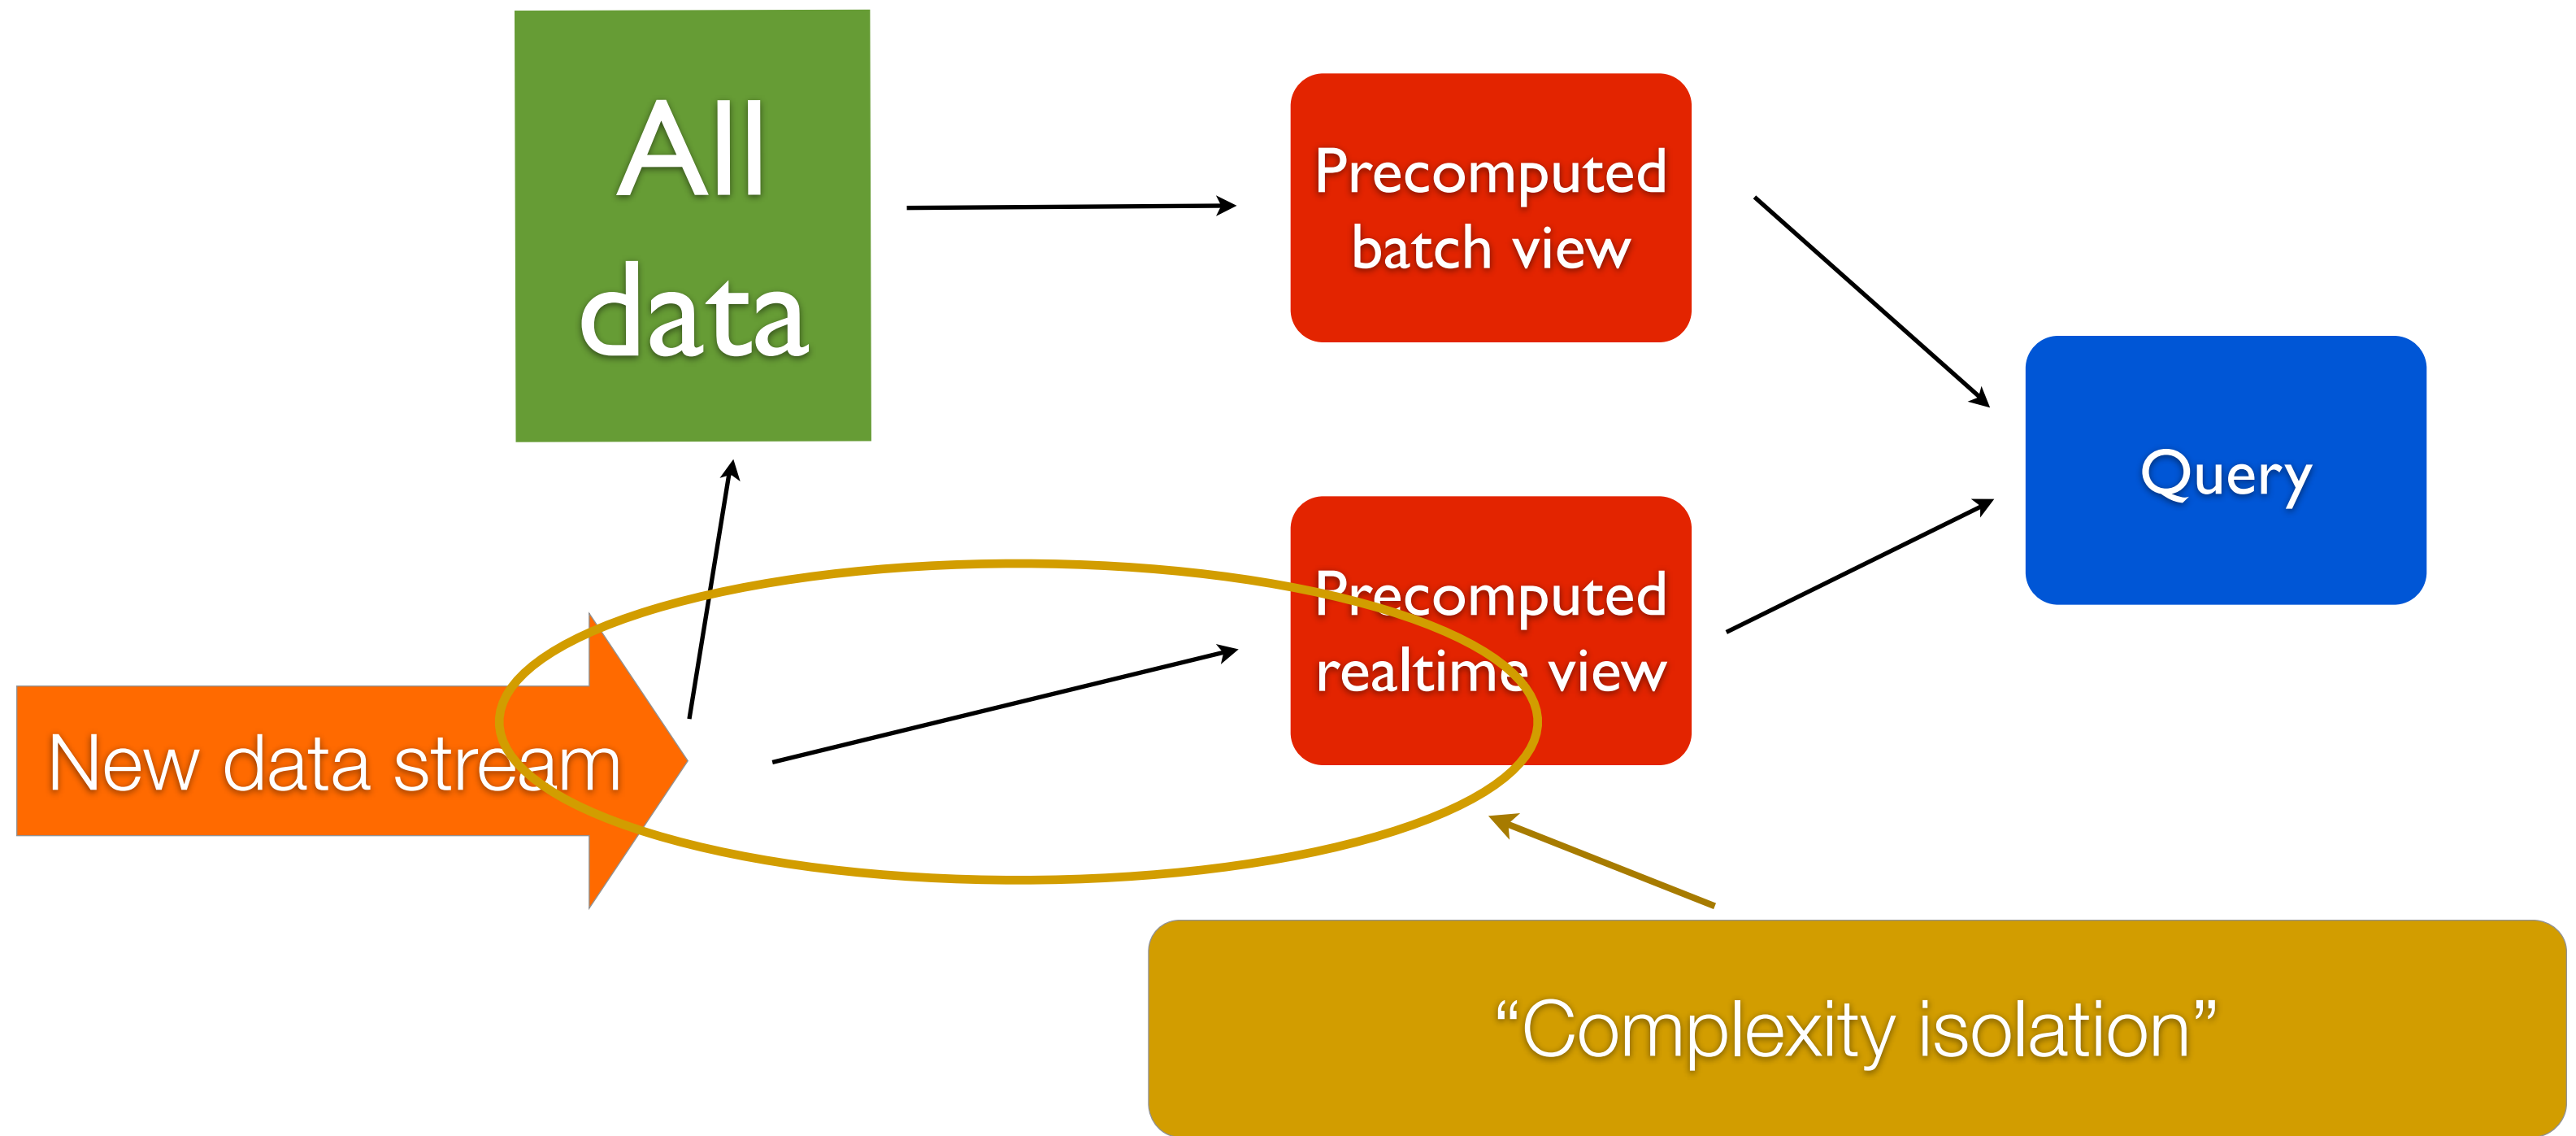 All
data
Precomputed
batch view
Query
Precomputed
realtime view
New data stream
“Complexity isolation”